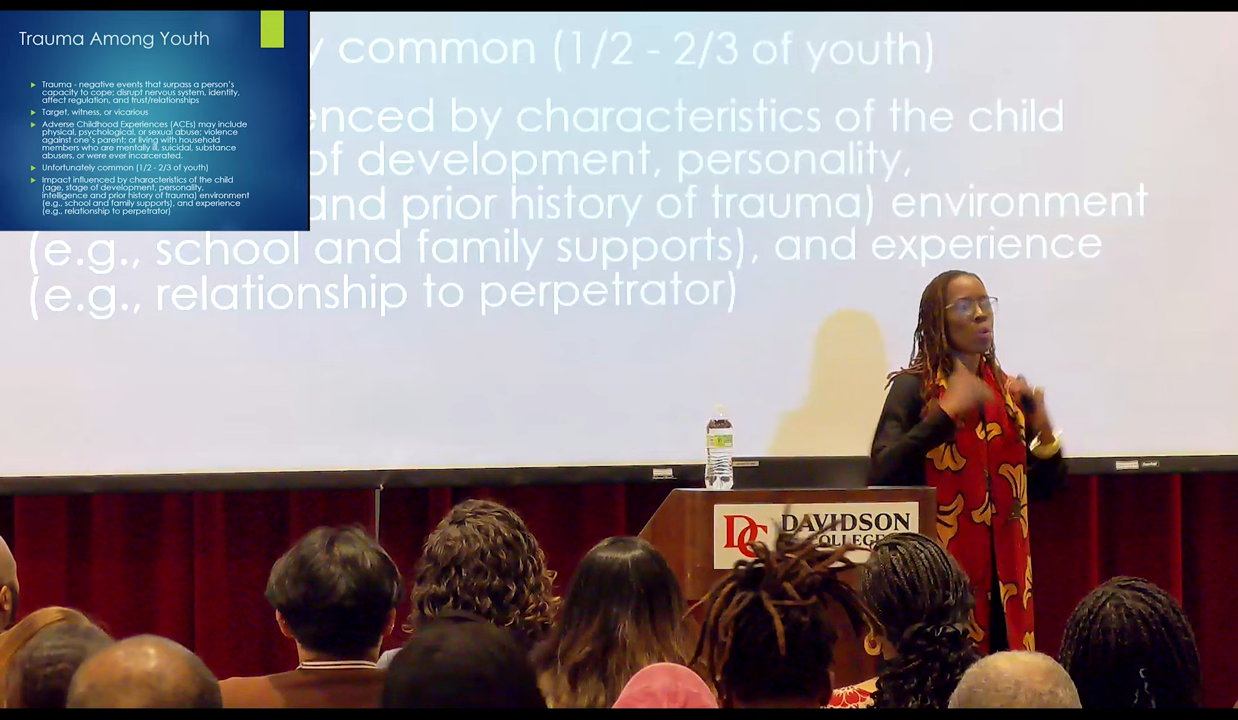 Trauma Among Youth
Trauma - negative events that surpass a person's
capacity to cope; disrupt nervous system, identity,
affect regulation, and trust/relationships
Target, witness, or vicarious
Adverse Childhood Experiences (ACEs) may include
physical, psychological, or sexual abuse; violence
against one's parent; or living with household
members who are mentally ill, suicidal, substance
abusers, or were ever incarcerated.
Unfortunately common (1/2 - 2/3 of youth)
Impact influenced by characteristics of the child
(age, stage of development, personality,
intelligence and prior history of trauma) environment
(e.g., school and family supports), and experience
(e.g., relationship to perpetrator)
y common (1/2 - 2/3 of youth)
enced by characteristics of the child
of development, personality,
and prior history of trauma) environment
(e.g., school and family supports), and experience
(e.g., relationship to perpetrator)
DC DAVIDSON
COLLEGE